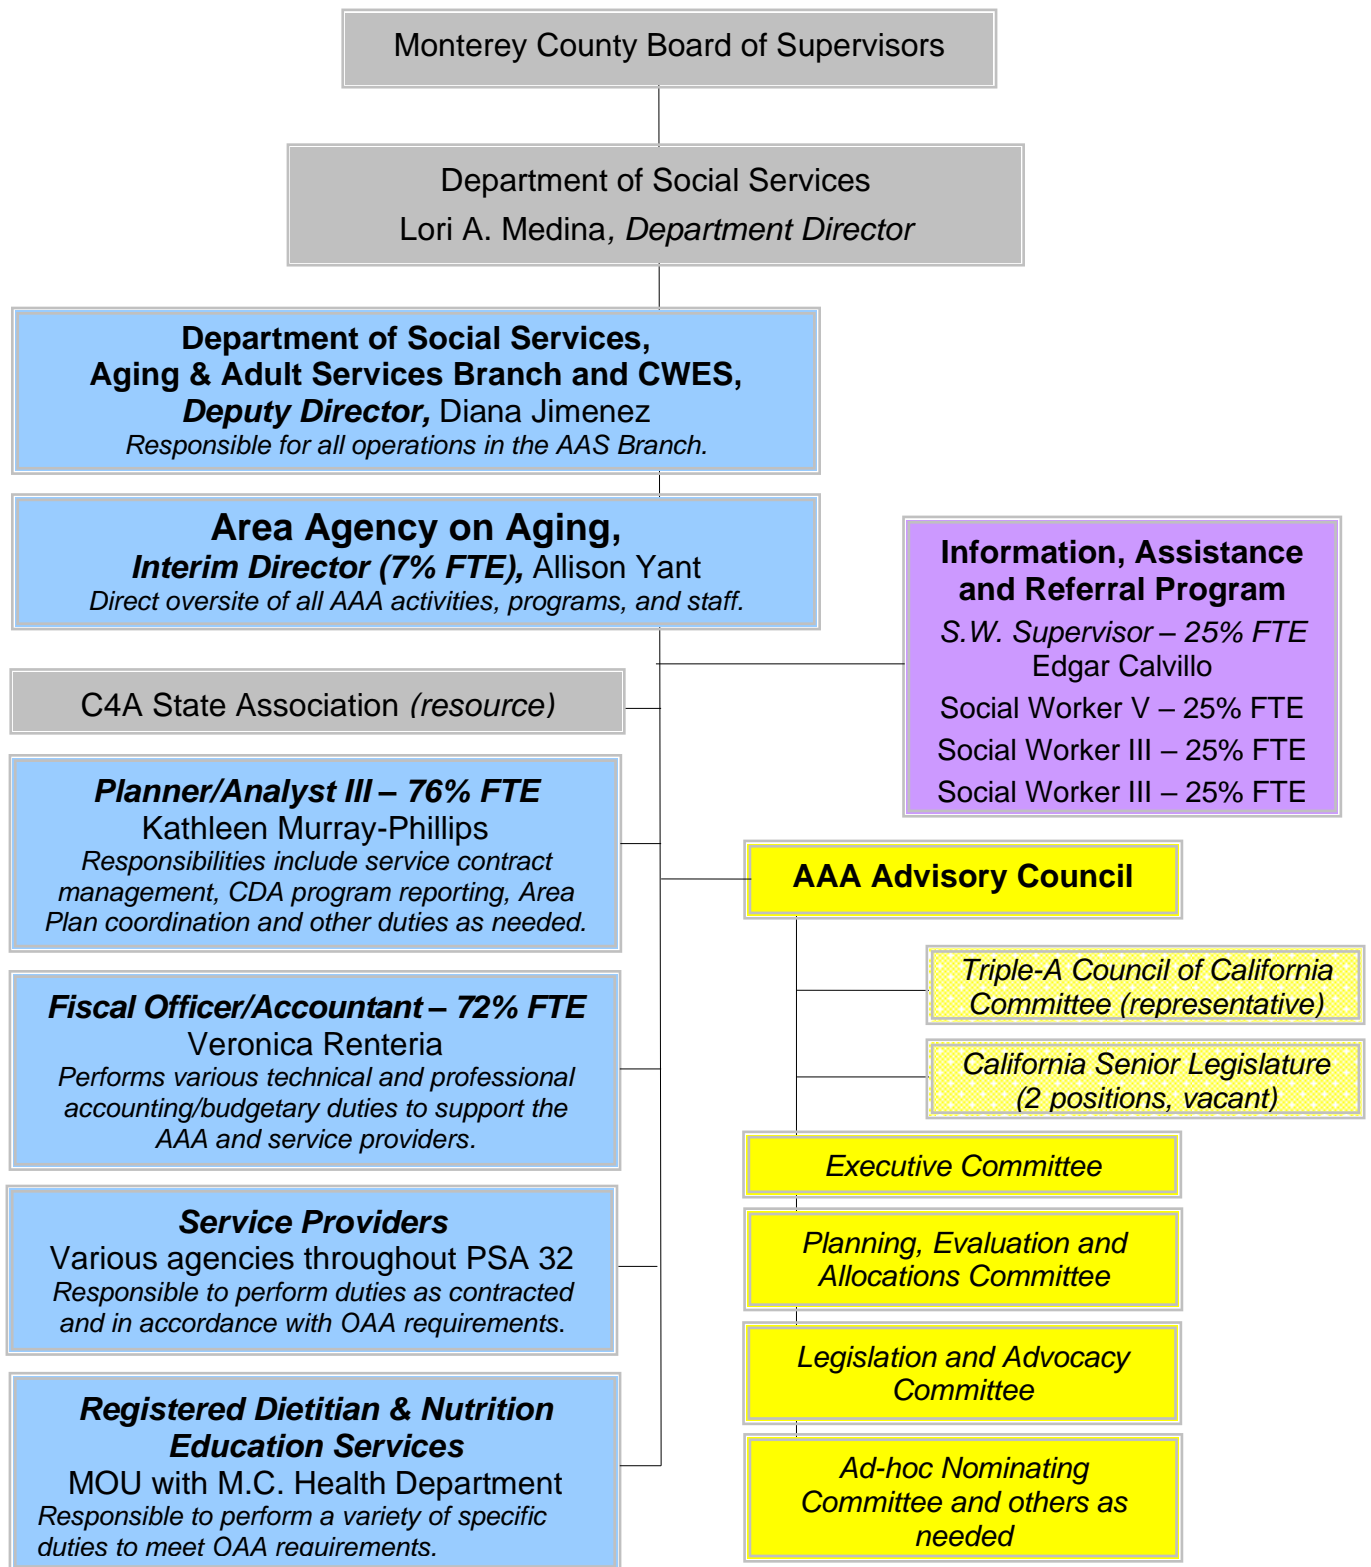 Monterey County Board of Supervisors
Department of Social Services
Lori A. Medina, Department Director
Department of Social Services,
Aging & Adult Services Branch and CWES,
Deputy Director, Diana Jimenez
Responsible for all operations in the AAS Branch.
Area Agency on Aging,
Interim Director (7% FTE), Allison Yant
Direct oversite of all AAA activities, programs, and staff.
Information, Assistance
and Referral Program
S.W. Supervisor – 25% FTE
Edgar Calvillo
Social Worker V – 25% FTE
Social Worker III – 25% FTE
Social Worker III – 25% FTE
C4A State Association (resource)
Planner/Analyst III – 76% FTE
Kathleen Murray-Phillips
Responsibilities include service contract
management, CDA program reporting, Area
Plan coordination and other duties as needed.
Fiscal Officer/Accountant – 72% FTE
Veronica Renteria
Performs various technical and professional
accounting/budgetary duties to support the
AAA and service providers.
Service Providers
Various agencies throughout PSA 32
Responsible to perform duties as contracted
and in accordance with OAA requirements.
Registered Dietitian & Nutrition
Education Services
MOU with M.C. Health Department
Responsible to perform a variety of specific
duties to meet OAA requirements.
AAA Advisory Council
Triple-A Council of California
Committee (representative)
California Senior Legislature
(2 positions, vacant)
Executive Committee
Planning, Evaluation and
Allocations Committee
Legislation and Advocacy
Committee
Ad-hoc Nominating
Committee and others as
needed